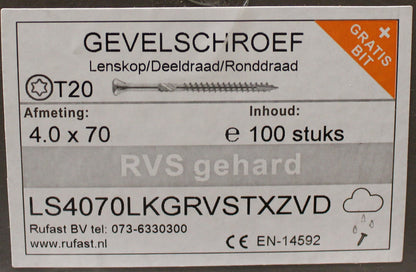 GEVELSCHROEF
Lenskop/Deeldraad/Ronddraad
+
GRATIS
BIT
T20
Afmeting:
Inhoud:
4.0 x 70
e 100 stuks
RVS gehard
LS4070LKGRVSTXZVD
Rufast BV tel: 073-6330300
www.rufast.nl
CE EN-14592